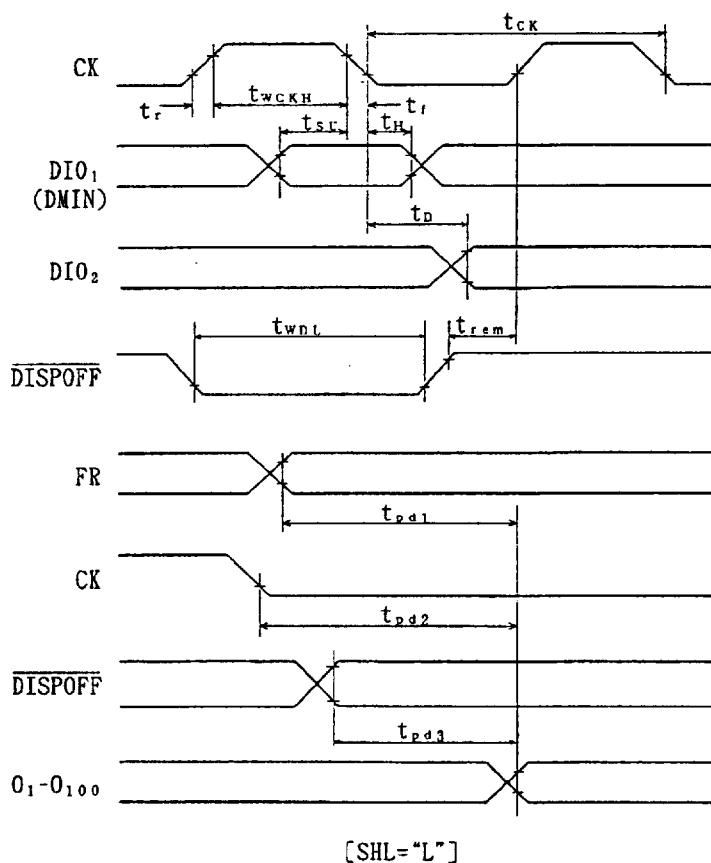 t_CK
CK
t_r
t_WCKH
t_f
t_SU
t_H
DIO₁
(DMIN)
t_D
DIO₂
t_WDL
t_rem
DISPOFF
FR
t_pd1
CK
t_pd2
DISPOFF
t_pd3
O₁-O₁₀₀
[SHL="L"]